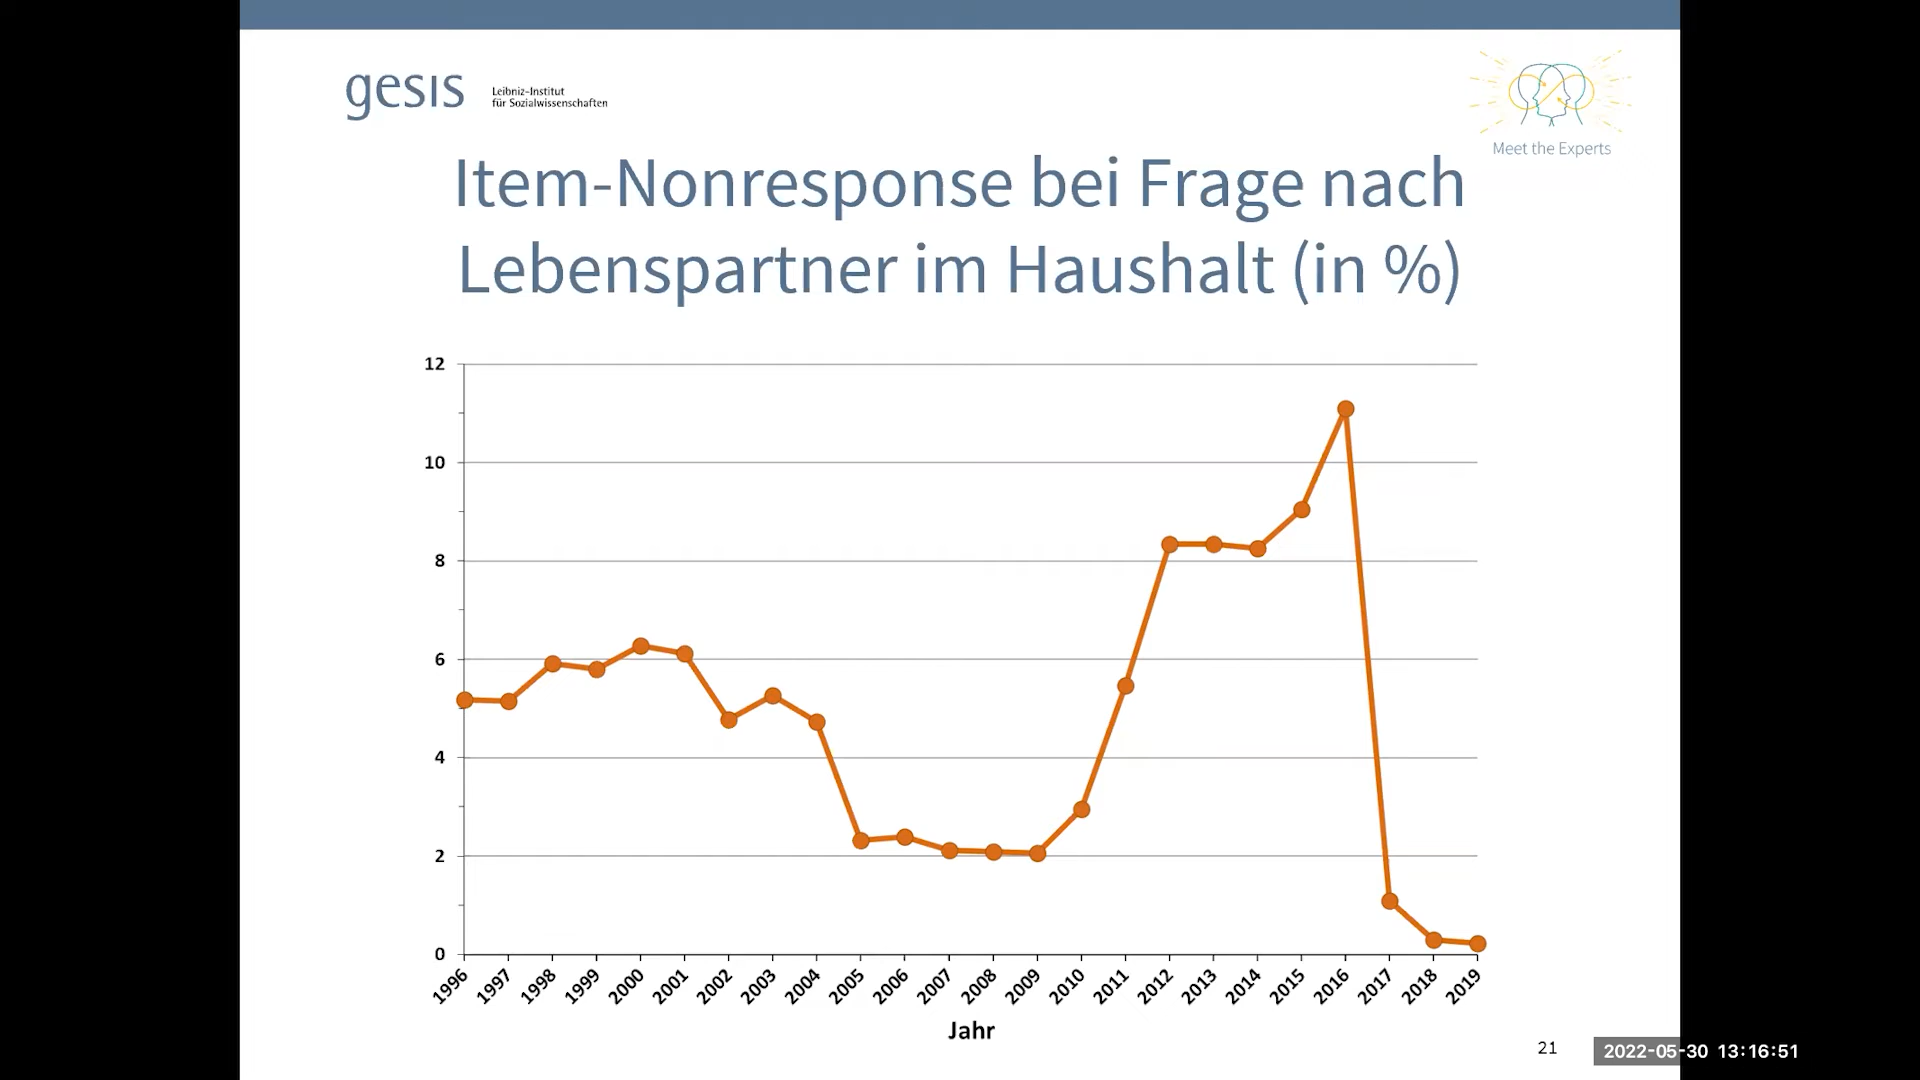 gesis
Leibniz-Institut
für Sozialwissenschaften
Meet the Experts
Item-Nonresponse bei Frage nach
Lebenspartner im Haushalt (in %)
12
10
8
6
4
2
0
1996 1997 1998 1999 2000 2001 2002 2003 2004 2005 2006 2007 2008 2009 2010 2011 2012 2013 2014 2015 2016 2017 2018 2019
Jahr
21
2022-05-30 13:16:51